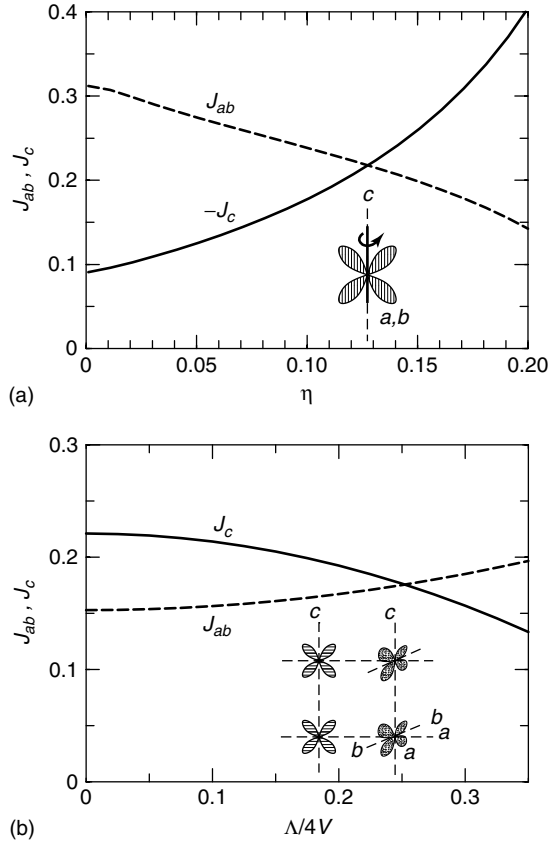 0.4
0.3
0.2
0.1
0
J_ab , J_c
J_ab
–J_c
c
a,b
0 0.05 0.10 0.15 0.20
(a)
η
0.3
0.2
0.1
0
J_ab , J_c
J_c
J_ab
c c
b
a
b a
0 0.1 0.2 0.3
(b)
Λ/4V